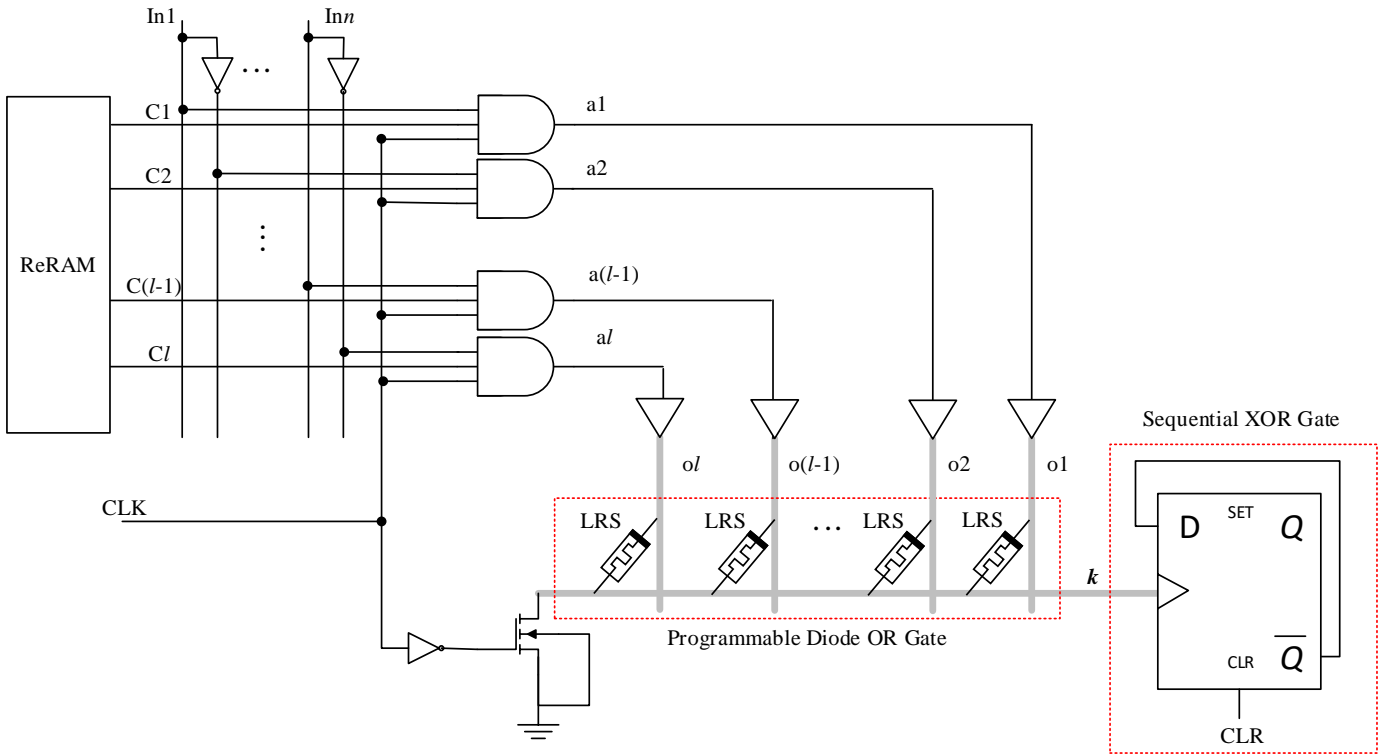 In1
Inn
...
C1
a1
C2
a2
⋮
ReRAM
C(l-1)
a(l-1)
Cl
al
Sequential XOR Gate
ol
o(l-1)
o2
o1
CLK
LRS
LRS
...
LRS
LRS
D
SET
Q
k
Programmable Diode OR Gate
CLR
Q̅
CLR